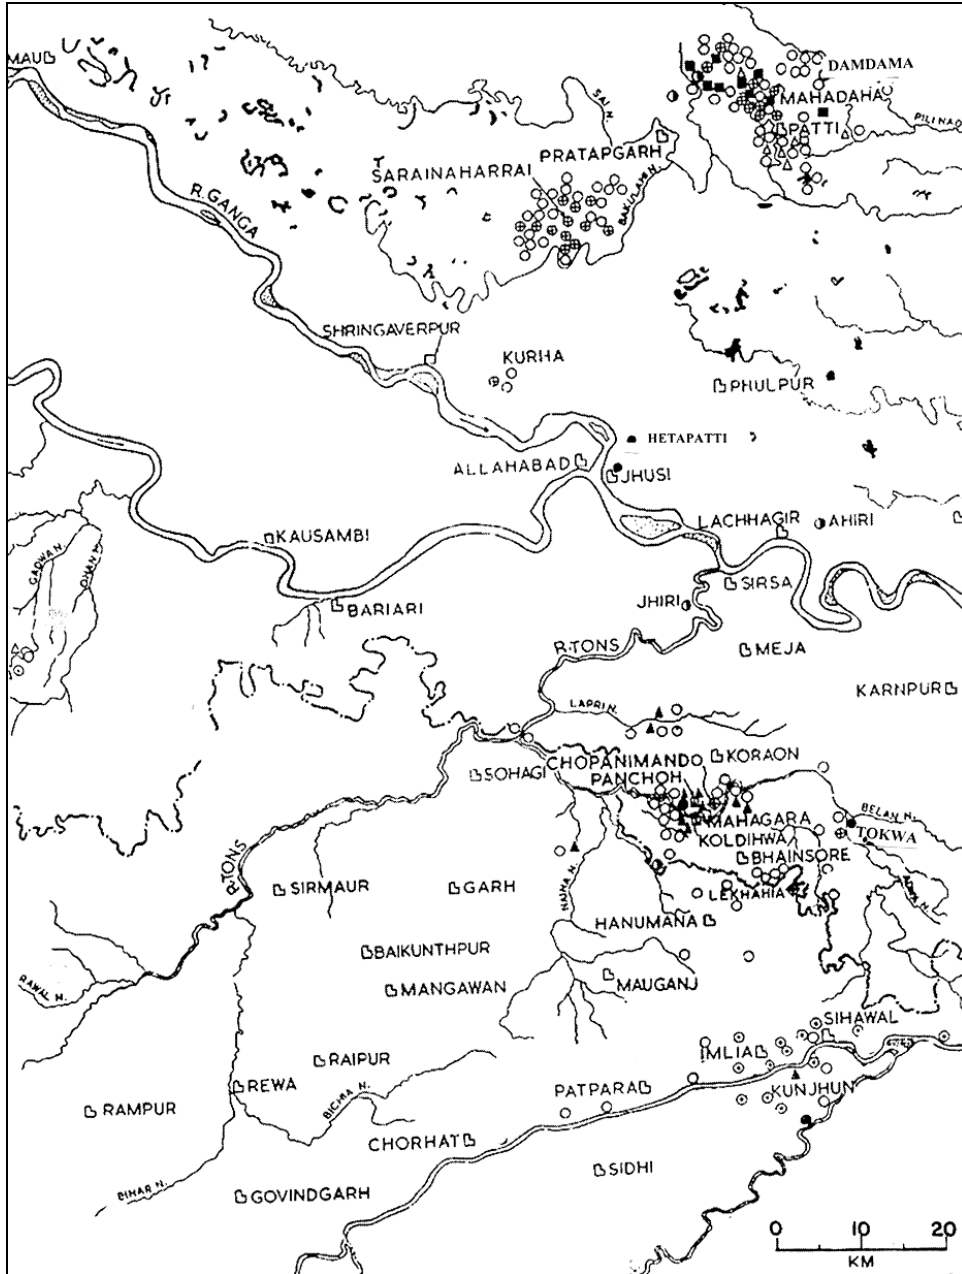 MAU
DAMDAMA
MAHADAHA
PILI NADI
PATTI
SAI N.
PRATAPGARH
SARAINAHARRAI
BAKULAHI N.
R. GANGA
SHRINGAVERPUR
KURHA
PHULPUR
HETAPATTI
ALLAHABAD
JHUSI
LACHHAGIR
AHIRI
KAUSAMBI
SIRSA
JHIRI
BARIARI
R. TONS
MEJA
KARNPUR
LAPRI N.
CHOPANIMANDO
KORAON
PANCHOH
SOHAGI
MAHAGARA
BELAN N.
KOLDIHWA
TOKWA
BHAINSORE
R. TONS
SIRMAUR
GARH
LEKHAHIA
HANUMANA
BAIKUNTHPUR
MAUGANJ
MANGAWAN
RAWAL N.
SIHAWAL
IMLIA
RAIPUR
REWA
PATPARA
KUNJHUN
RAMPUR
CHORHAT
SIDHI
BIHAR N.
GOVINDGARH
0 10 20
KM